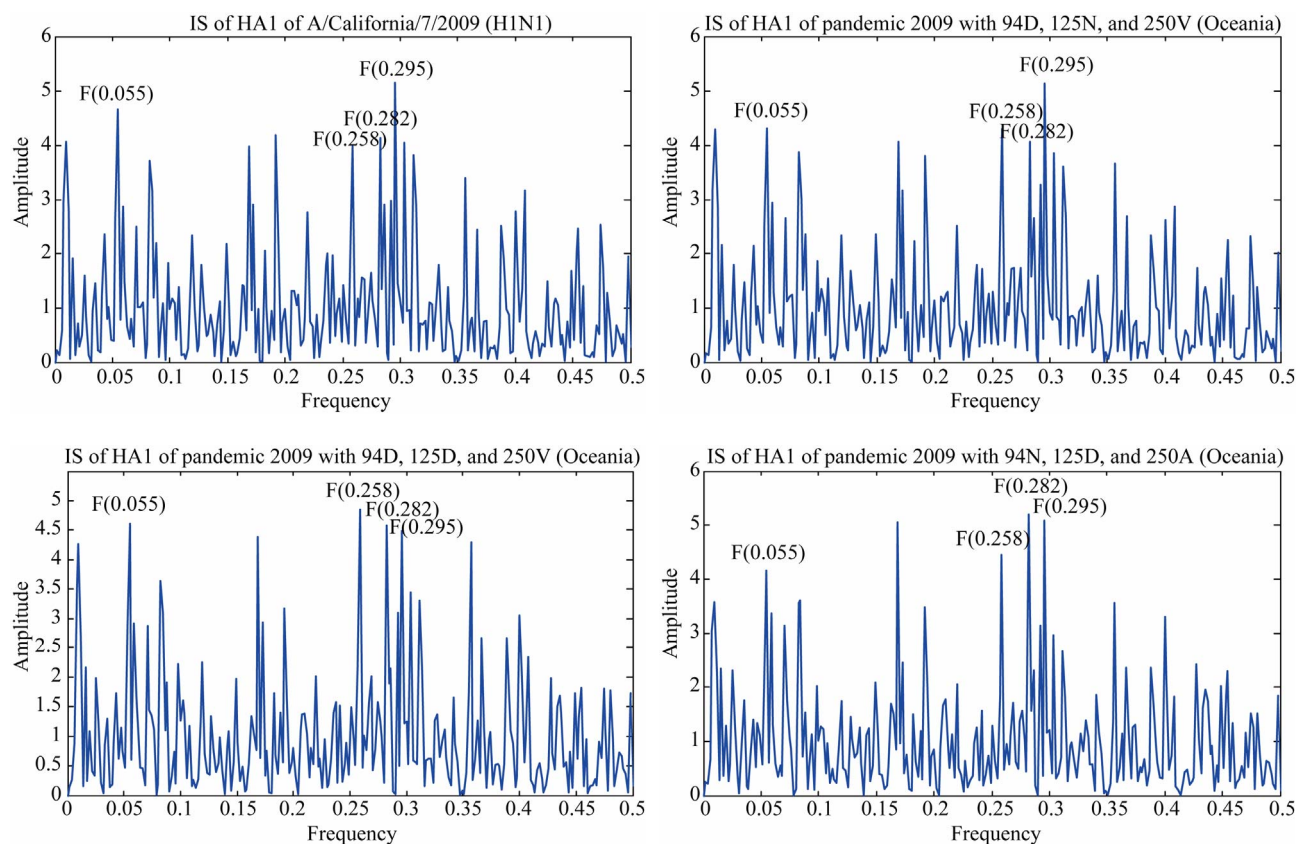 IS of HA1 of A/California/7/2009 (H1N1)
6
5
4
3
2
1
0
Amplitude
F(0.055)
F(0.295)
F(0.282)
F(0.258)
0 0.05 0.1 0.15 0.2 0.25 0.3 0.35 0.4 0.45 0.5
Frequency
IS of HA1 of pandemic 2009 with 94D, 125N, and 250V (Oceania)
6
5
4
3
2
1
0
Amplitude
F(0.295)
F(0.055)
F(0.258)
F(0.282)
0 0.05 0.1 0.15 0.2 0.25 0.3 0.35 0.4 0.45 0.5
Frequency
IS of HA1 of pandemic 2009 with 94D, 125D, and 250V (Oceania)
5
4.5
4
3.5
3
2.5
2
1.5
1
0.5
0
Amplitude
F(0.258)
F(0.055)
F(0.282)
F(0.295)
0 0.05 0.1 0.15 0.2 0.25 0.3 0.35 0.4 0.45 0.5
Frequency
IS of HA1 of pandemic 2009 with 94N, 125D, and 250A (Oceania)
6
5
4
3
2
1
0
Amplitude
F(0.282)
F(0.295)
F(0.258)
F(0.055)
0 0.05 0.1 0.15 0.2 0.25 0.3 0.35 0.4 0.45 0.5
Frequency